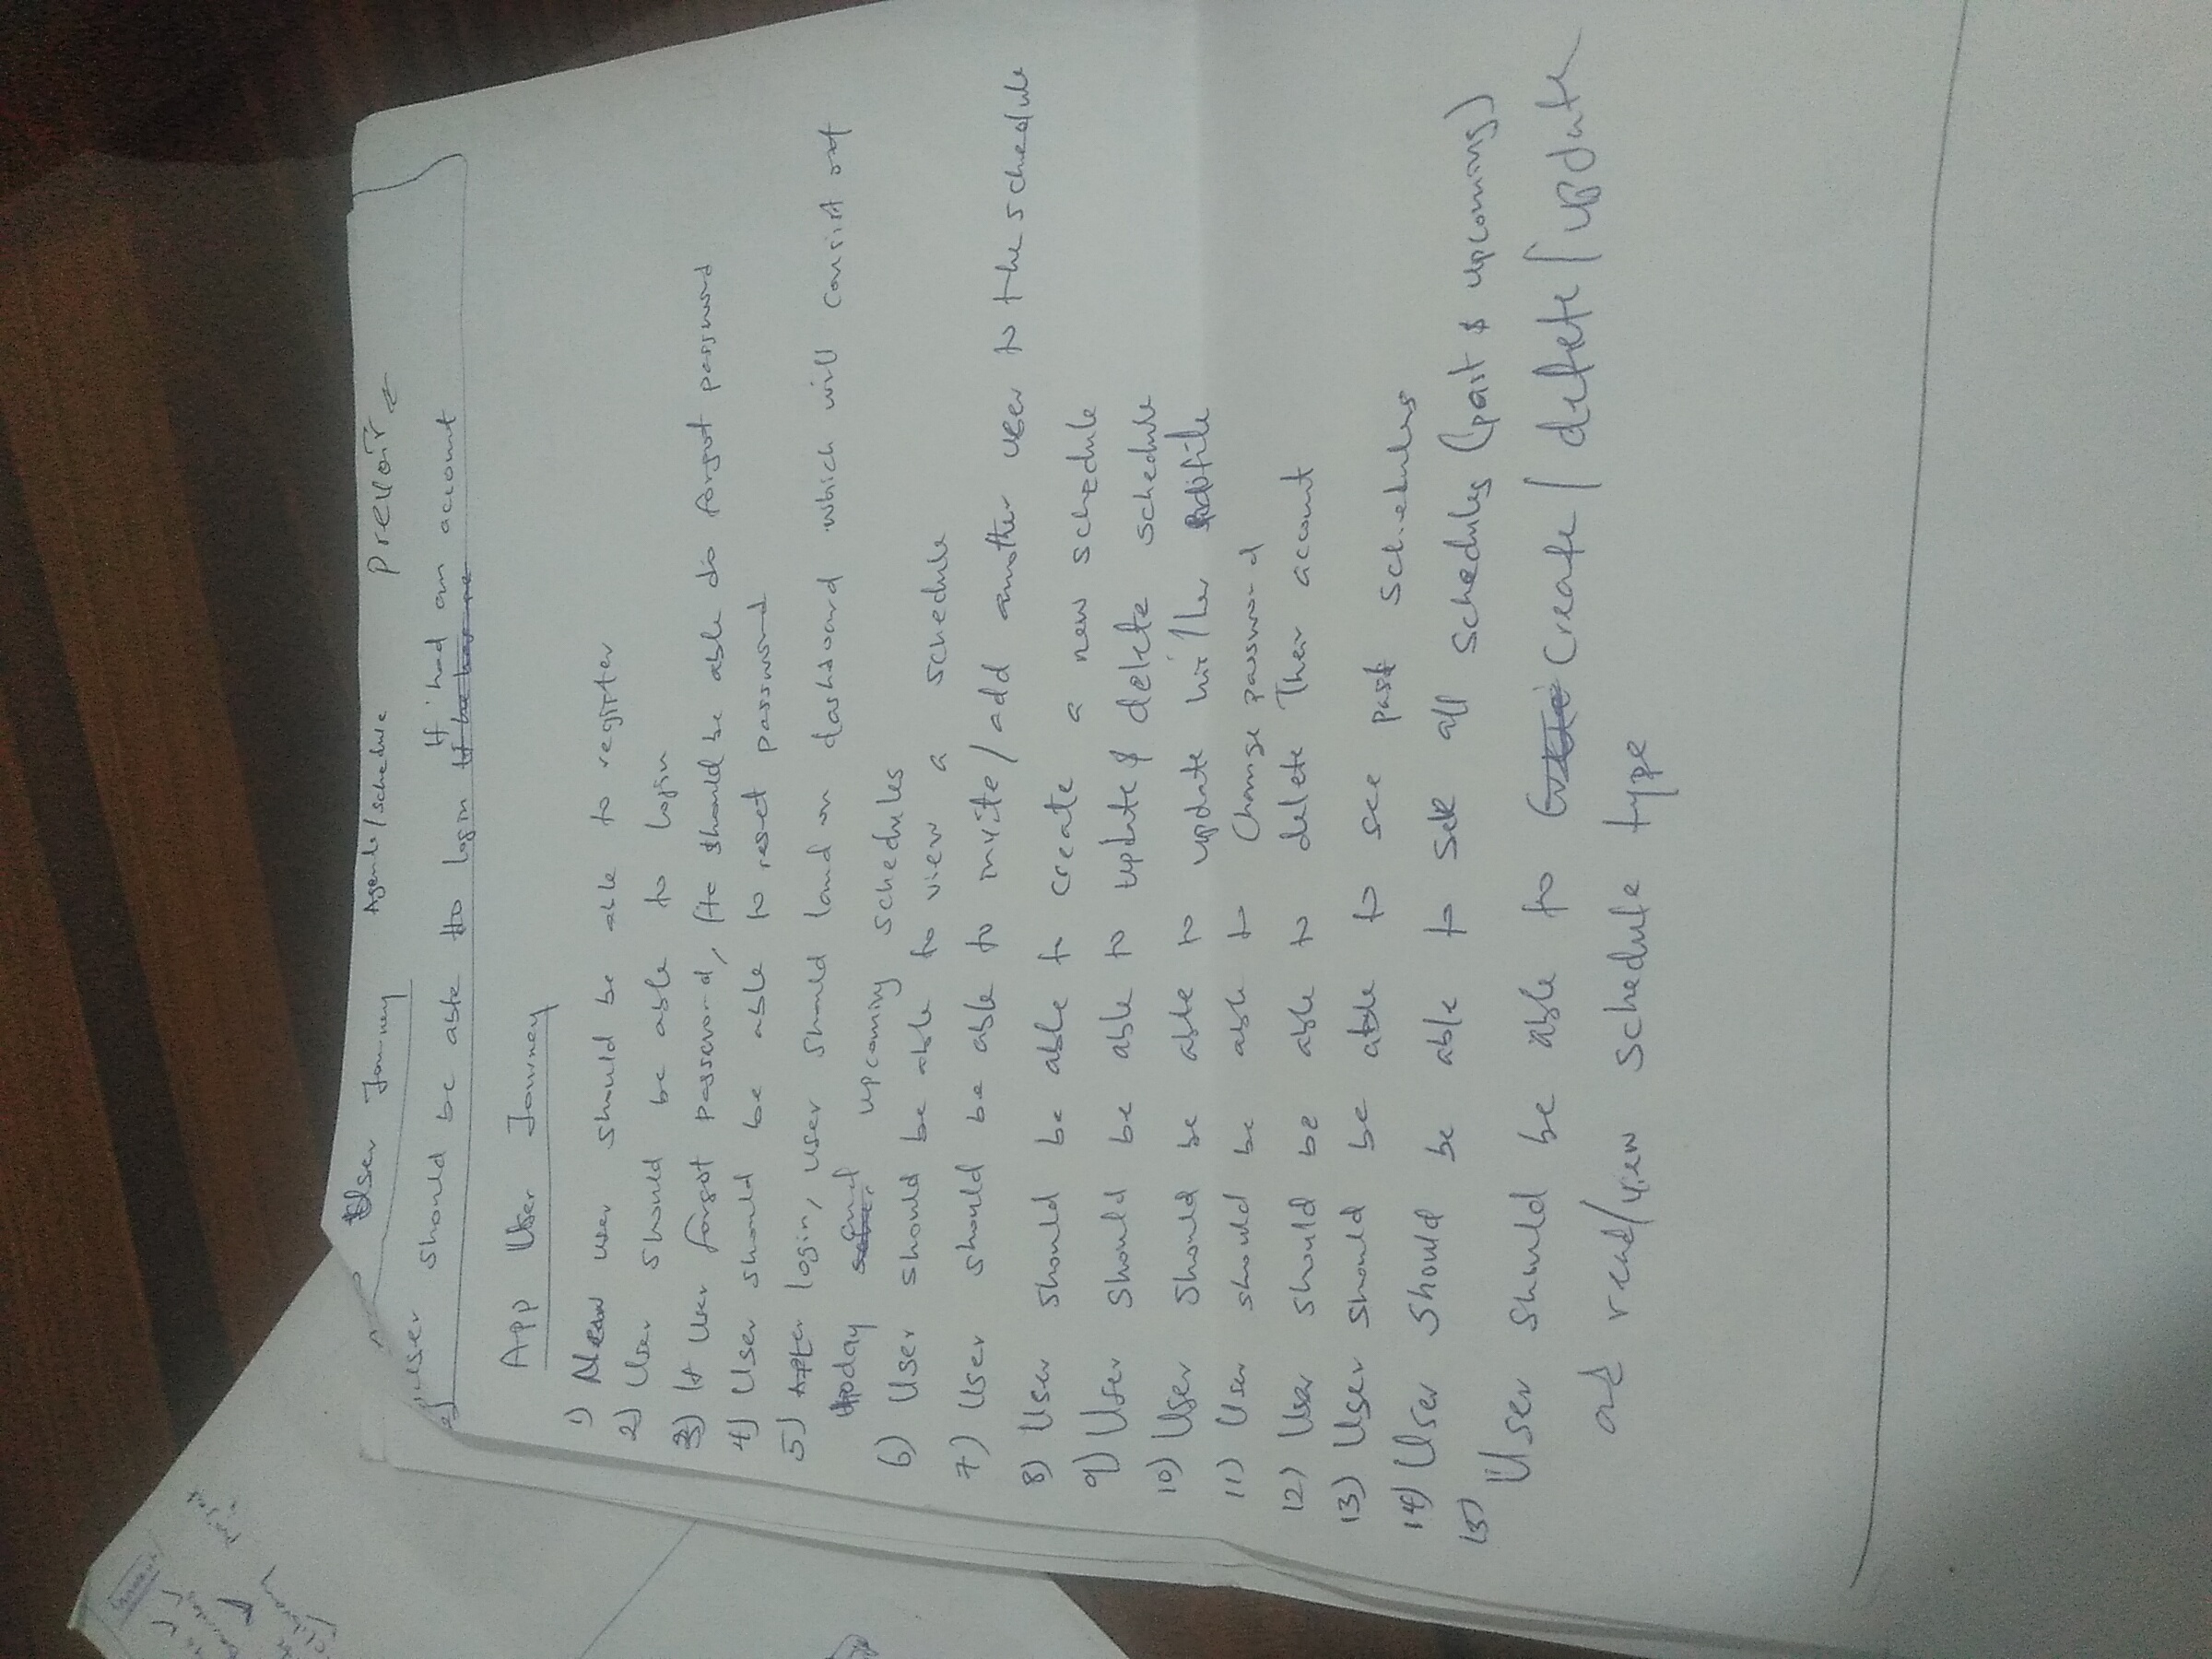 project
User Journey Agenda/schedule prevoir
user should be able to login If had an account
App User Journey
1) New user should be able to register
2) User should be able to login
3) If User forgot password, He should be able do forgot password
4) User should be able to reset password
5) After login, user should land on dashboard which will consist of
today and upcoming schedules
6) User should be able to view a schedule
7) User should be able to invite/add another user to the schedule
8) User should be able to create a new schedule
9) User should be able to update & delete schedule
10) User should be able to update his/her profile
11) User should be able to change password
12) User should be able to delete Their account
13) User should be able to see past schedules
14) User should be able to see all schedules (past & upcoming)
15) User should be able to create/delete/update
and read/view schedule type